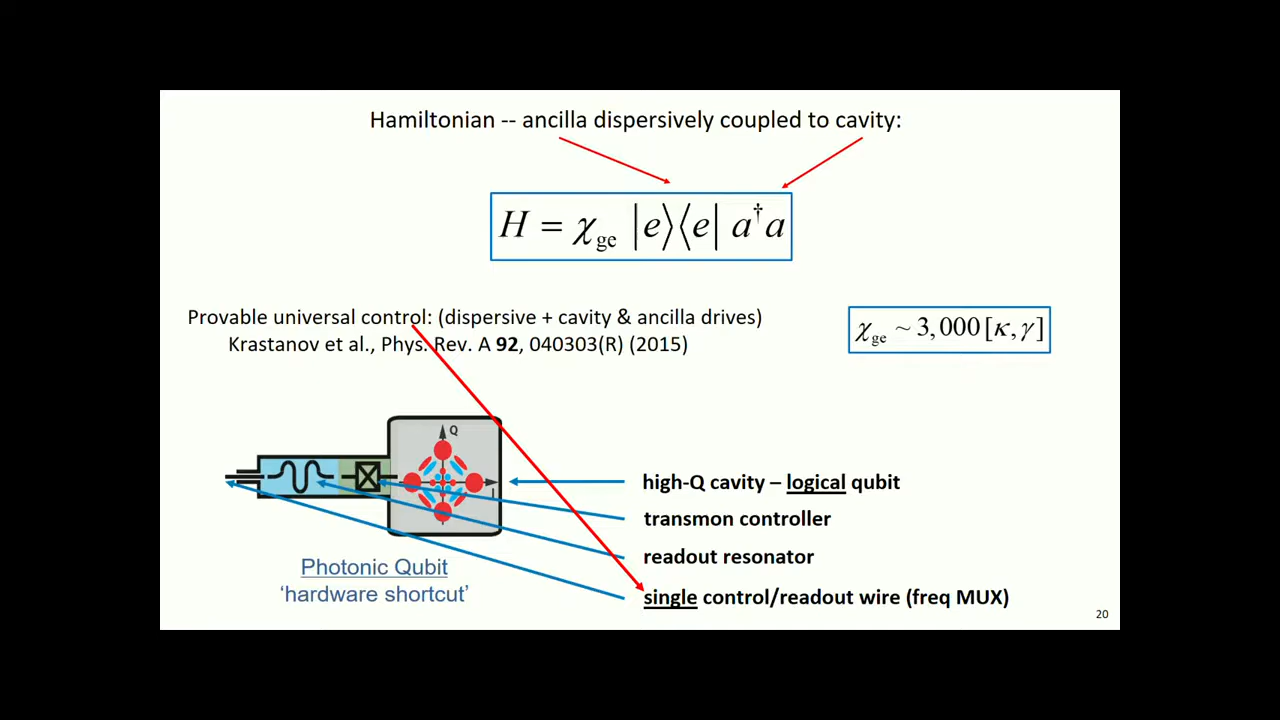 Hamiltonian -- ancilla dispersively coupled to cavity:
H = χge |e⟩⟨e| a†a
Provable universal control: (dispersive + cavity & ancilla drives)
Krastanov et al., Phys. Rev. A 92, 040303(R) (2015)
χge ~ 3,000 [κ, γ]
Q
I
high-Q cavity – logical qubit
transmon controller
readout resonator
single control/readout wire (freq MUX)
Photonic Qubit
‘hardware shortcut’
20